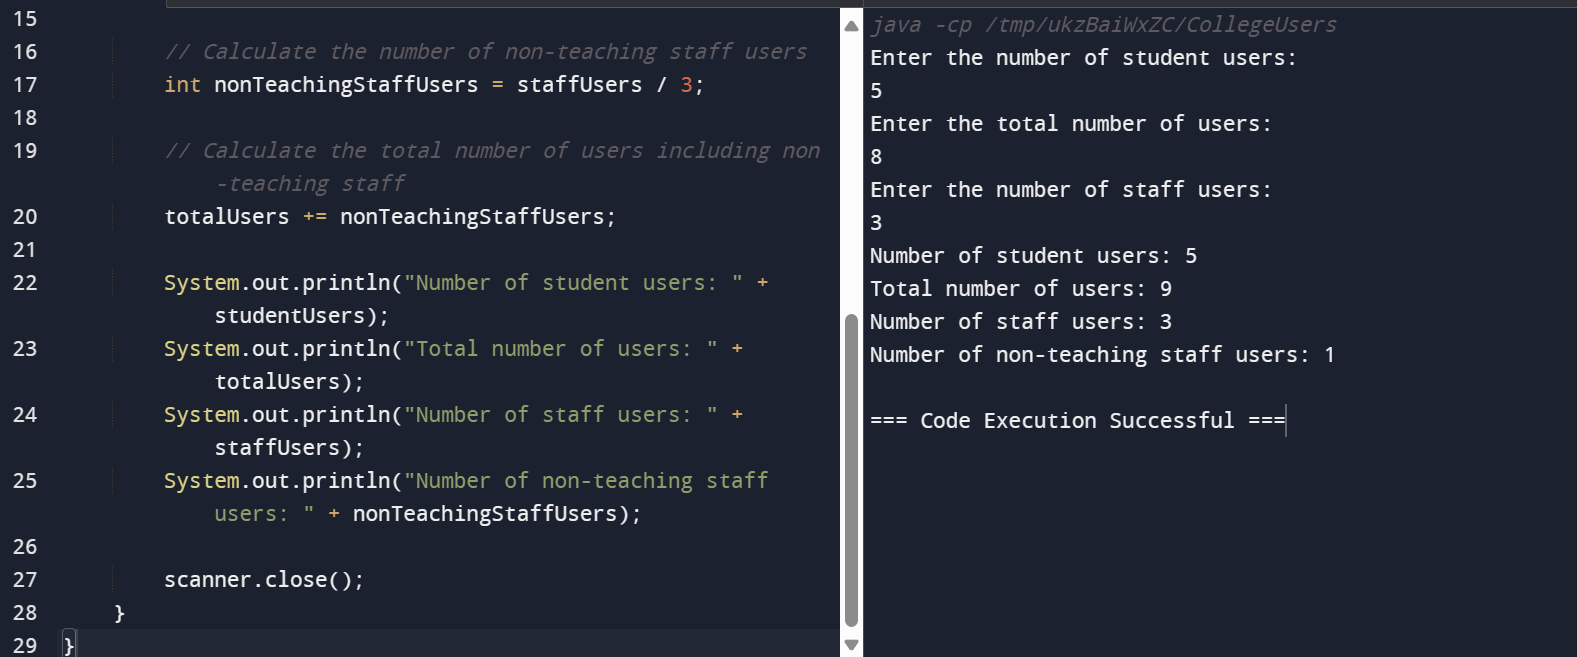 15
16 // Calculate the number of non-teaching staff users
17 int nonTeachingStaffUsers = staffUsers / 3;
18
19 // Calculate the total number of users including non
-teaching staff
20 totalUsers += nonTeachingStaffUsers;
21
22 System.out.println("Number of student users: " +
studentUsers);
23 System.out.println("Total number of users: " +
totalUsers);
24 System.out.println("Number of staff users: " +
staffUsers);
25 System.out.println("Number of non-teaching staff
users: " + nonTeachingStaffUsers);
26
27 scanner.close();
28 }
29 }
java -cp /tmp/ukzBaiWxZC/CollegeUsers
Enter the number of student users:
5
Enter the total number of users:
8
Enter the number of staff users:
3
Number of student users: 5
Total number of users: 9
Number of staff users: 3
Number of non-teaching staff users: 1
=== Code Execution Successful ===